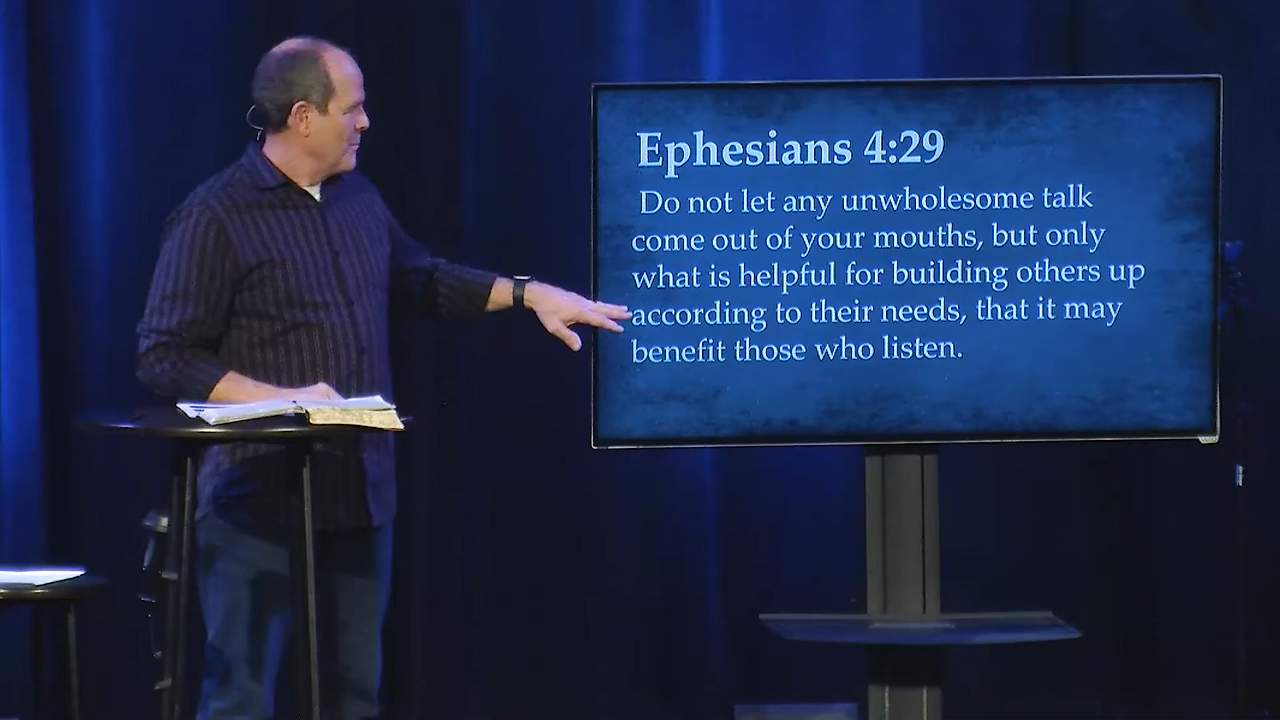 Ephesians 4:29
Do not let any unwholesome talk
come out of your mouths, but only
what is helpful for building others up
according to their needs, that it may
benefit those who listen.